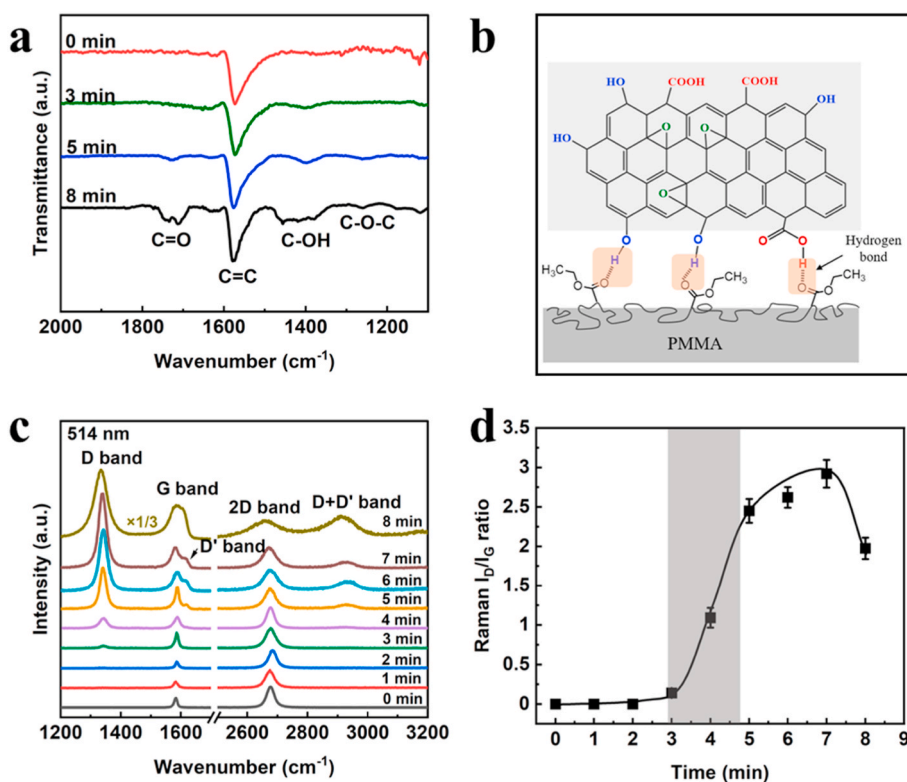 a
0 min
3 min
5 min
8 min
C=O
C=C
C-OH
C-O-C
Transmittance (a.u.)
2000 1800 1600 1400 1200
Wavenumber (cm⁻¹)
b
HO
COOH
COOH
OH
HO
O
O
O
HO
O
O
O
O
H
H
H
Hydrogen
bond
H₃C
O
O
O
O
CH₃
O
O
CH₃
PMMA
c
514 nm
D band
G band
2D band
D+D' band
×1/3
D' band
8 min
7 min
6 min
5 min
4 min
3 min
2 min
1 min
0 min
Intensity (a.u.)
1200 1400 1600 2600 2800 3000 3200
Wavenumber (cm⁻¹)
d
3.5
3
2.5
2
1.5
1
0.5
0
Raman I_D/I_G ratio
0 1 2 3 4 5 6 7 8 9
Time (min)